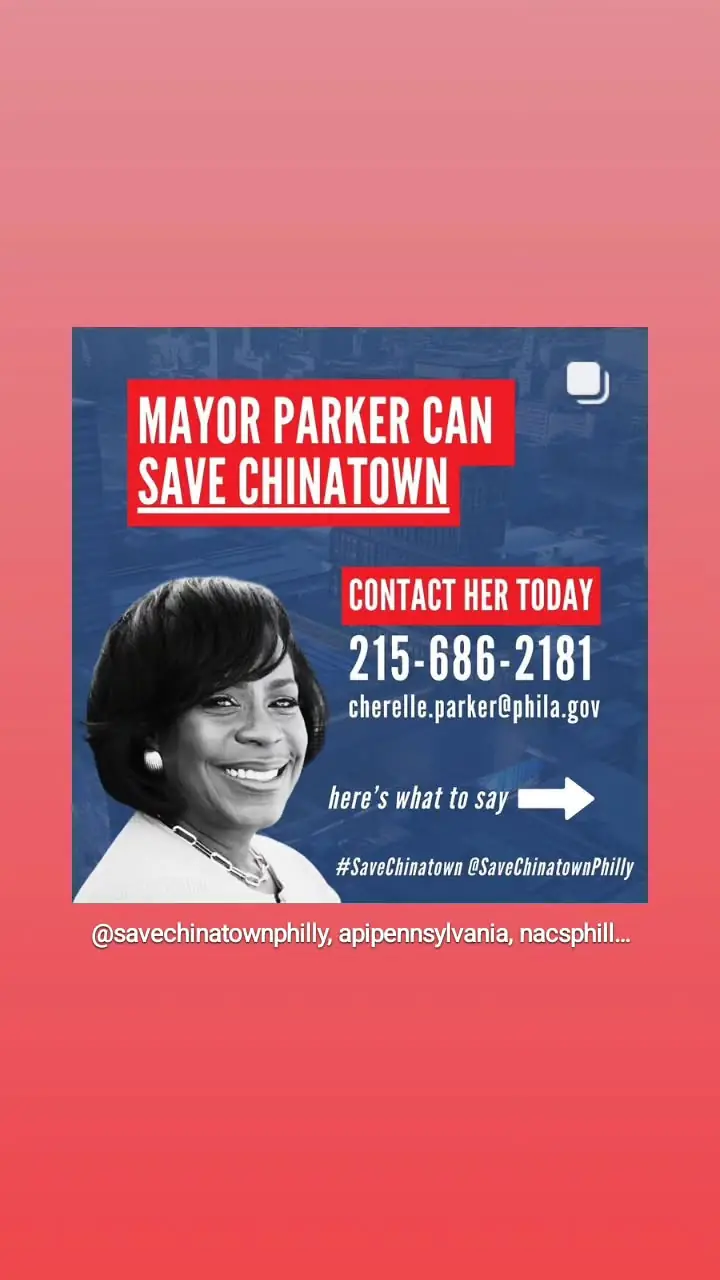 MAYOR PARKER CAN
SAVE CHINATOWN
CONTACT HER TODAY
215-686-2181
cherelle.parker@phila.gov
here's what to say
#SaveChinatown @SaveChinatownPhilly
@savechinatownphilly, apipennsylvania, nacsphill...